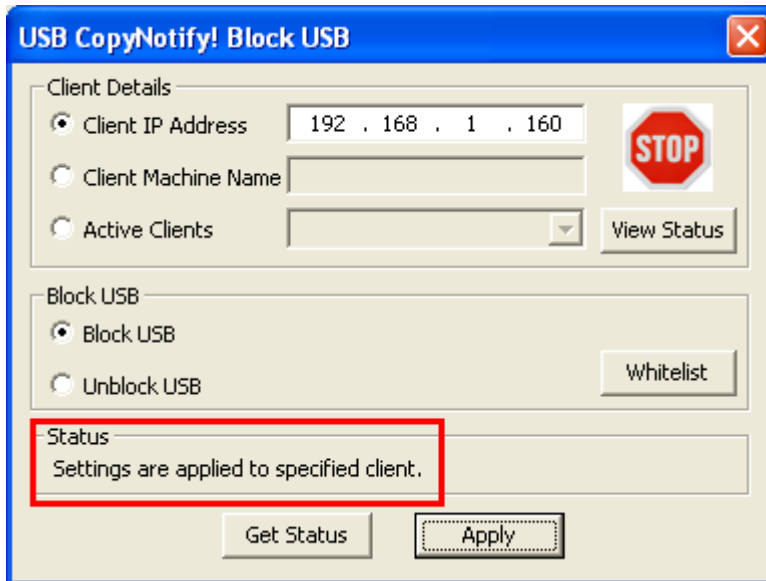 USB CopyNotify! Block USB
Client Details
Client IP Address 192 . 168 . 1 . 160
STOP
Client Machine Name
Active Clients
View Status
Block USB
Block USB
Unblock USB
Whitelist
Status
Settings are applied to specified client.
Get Status Apply